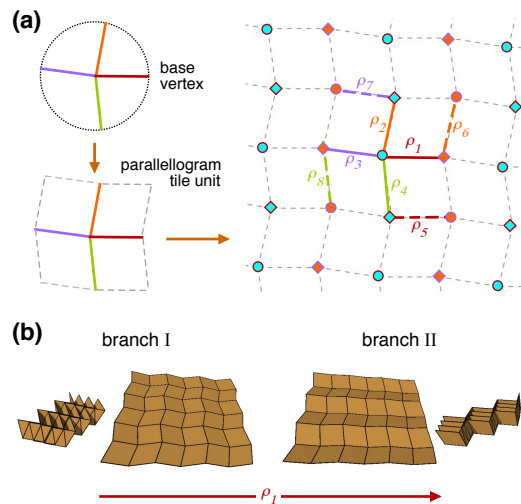 (a)
base
vertex
parallellogram
tile unit
ρ7
ρ2
ρ1
ρ6
ρ3
ρ8
ρ4
ρ5
(b)
branch I
branch II
ρ1